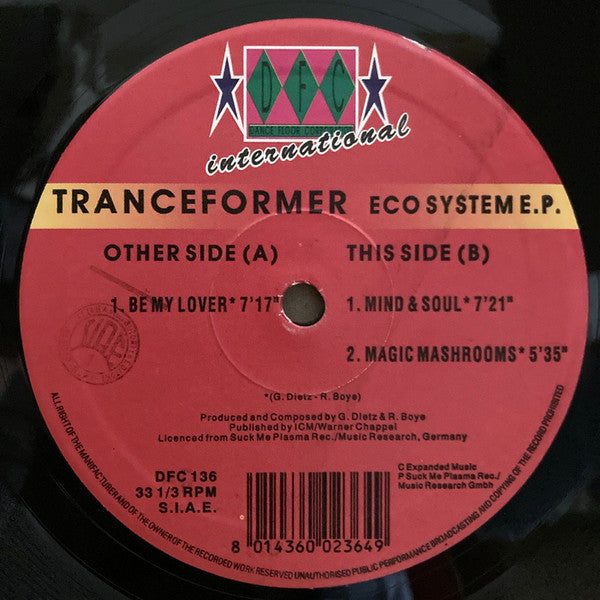 DFC
DANCE FLOOR CORPORATION
international
TRANCEFORMER ECO SYSTEM E.P.
OTHER SIDE (A)
1. BE MY LOVER* 7'17"
THIS SIDE (B)
1. MIND & SOUL* 7'21"
2. MAGIC MASHROOMS* 5'35"
*(G. Dietz - R. Boye)
Produced and Composed by G. Dietz & R. Boye
Published by ICM/Warner Chappel
Licenced from Suck Me Plasma Rec./Music Research, Germany
DFC 136
33 1/3 RPM
S.I.A.E.
C Expanded Music
P Suck Me Plasma Rec./
Music Research Gmbh
8 014360 023649
ALL RIGHT OF THE MANIFACTURER AND OF THE OWNER OF THE RECORDED WORK RESERVED UNAUTHORISED PUBLIC PERFORMANCE BROADCASTING AND COPYING OF THE RECORD PROHIBITED